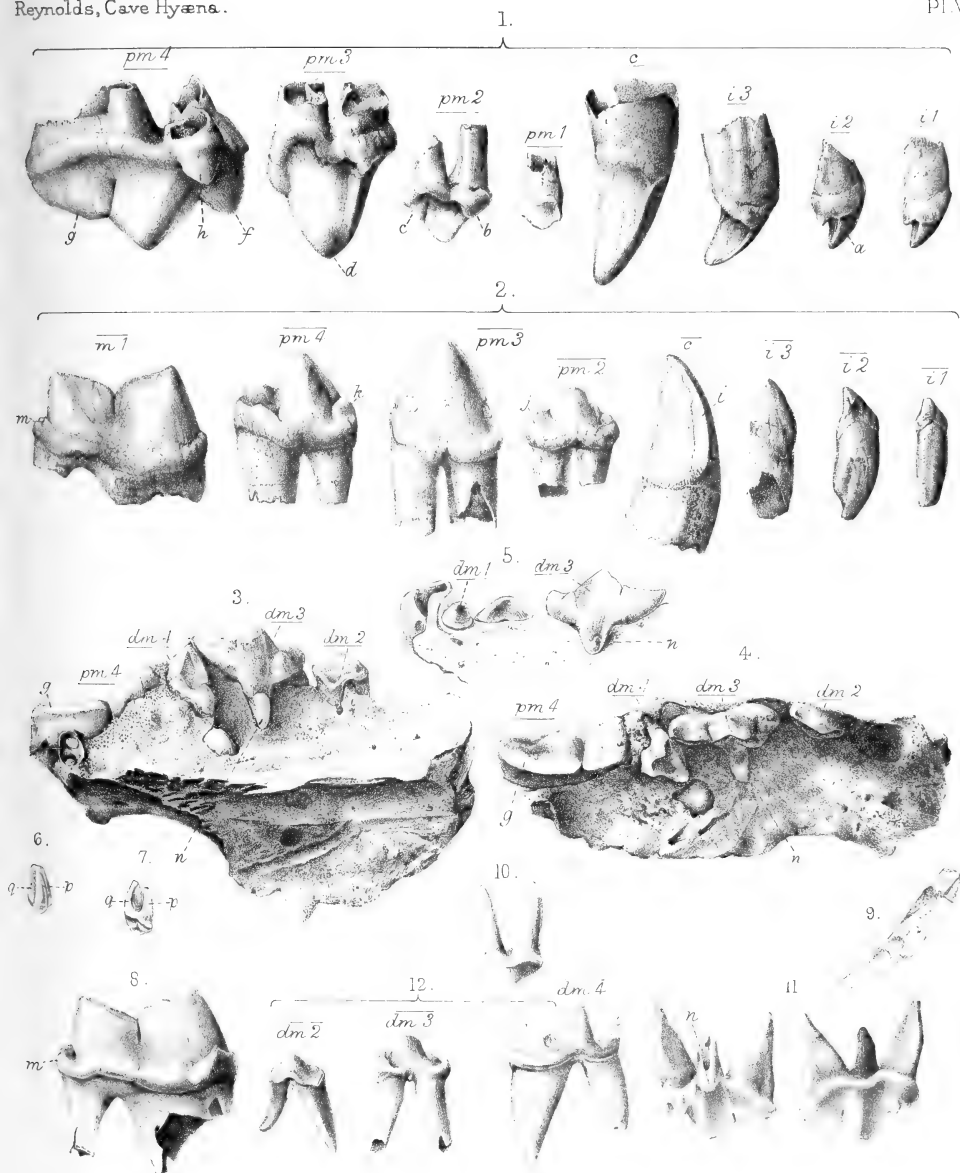 Reynolds, Cave Hyæna.
1.
pm 4 pm 3 pm 2 pm 1 c i 3 i 2 i 1
g h f d c b a
2.
m 1 pm 4 pm 3 pm 2 c i 3 i 2 i 1
m k j i
5.
dm 1 dm 3
n
3.
dm 4 dm 3 dm 2
pm 4
g
n
4.
pm 4 dm 4 dm 3 dm 2
g
n
6.
q p
7.
q p
10.
9.
8.
m
12.
dm 2 dm 3 dm 4
11
n